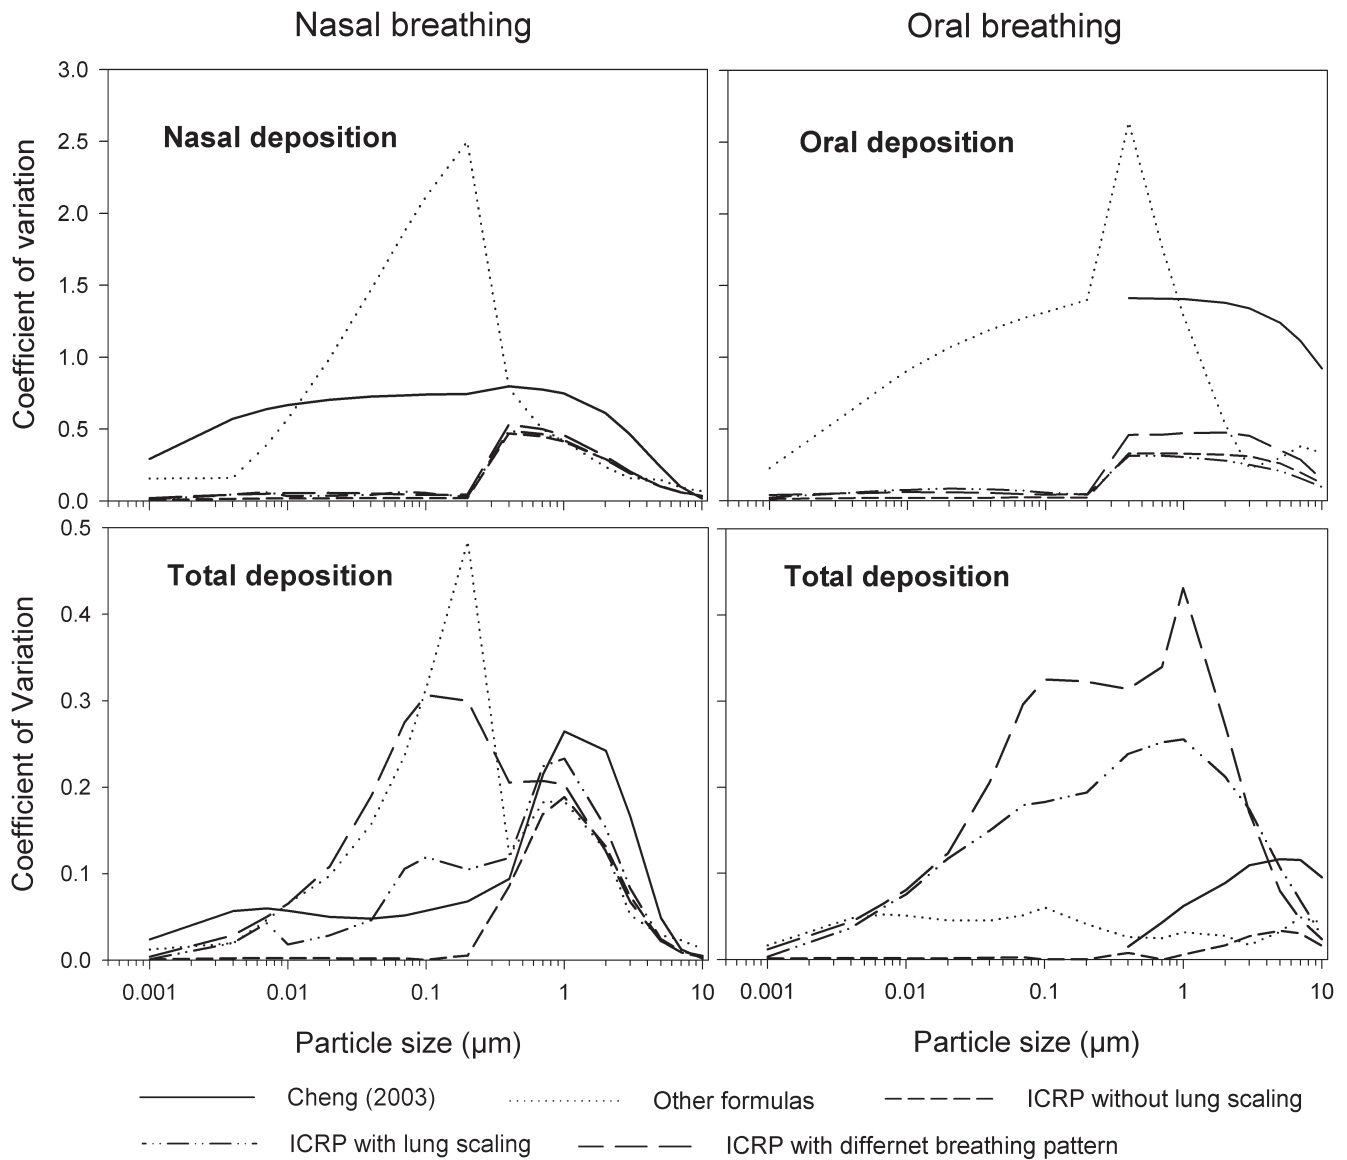 Nasal breathing
Oral breathing
3.0
2.5
2.0
1.5
1.0
0.5
0.0
Coefficient of variation
Nasal deposition
Oral deposition
0.5
0.4
0.3
0.2
0.1
0.0
Coefficient of Variation
Total deposition
Total deposition
0.001 0.01 0.1 1 10
0.001 0.01 0.1 1 10
Particle size (μm)
Particle size (μm)
Cheng (2003)
Other formulas
ICRP without lung scaling
ICRP with lung scaling
ICRP with differnet breathing pattern